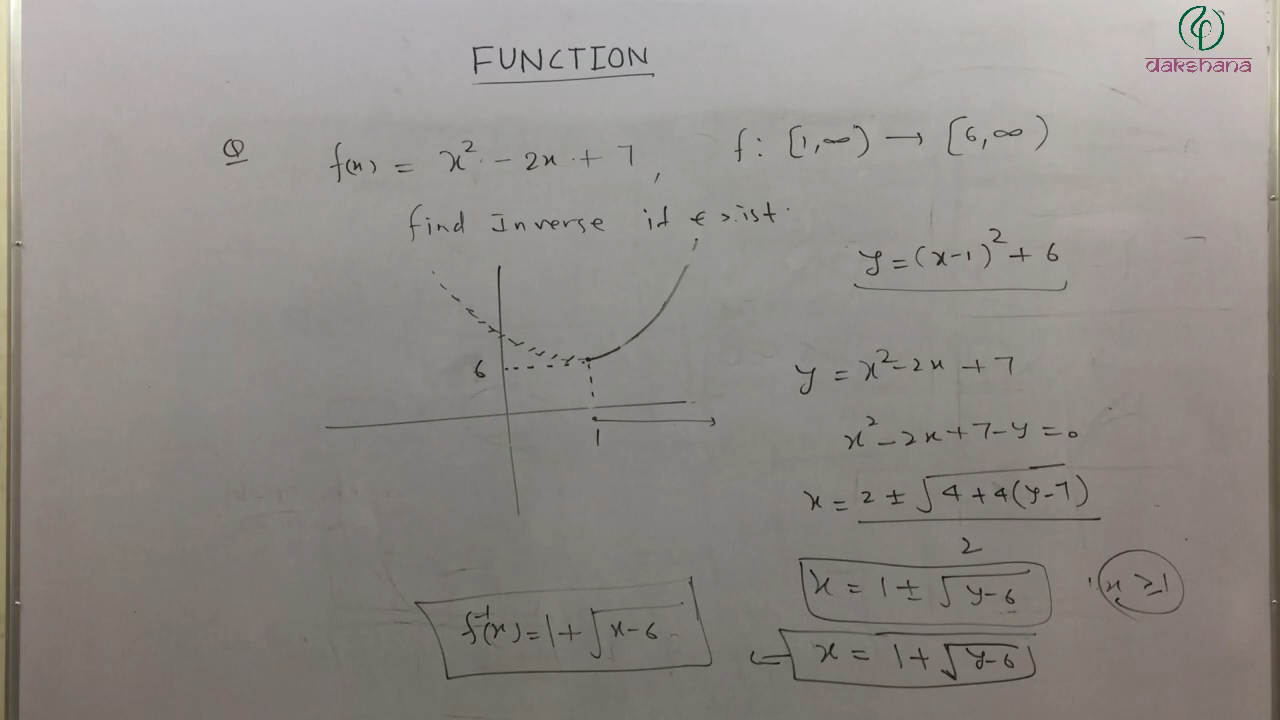 dakshana
FUNCTION
Q f(x) = x² - 2x + 7, f: [1,∞) → [6,∞)
find Inverse if exist.
y = (x-1)² + 6
6
1
y = x² - 2x + 7
x² - 2x + 7 - y = 0
x = 2 ± √4 + 4(y-7)
2
x = 1 ± √y-6 x ≥ 1
x = 1 + √y-6
f⁻¹(x) = 1 + √x-6